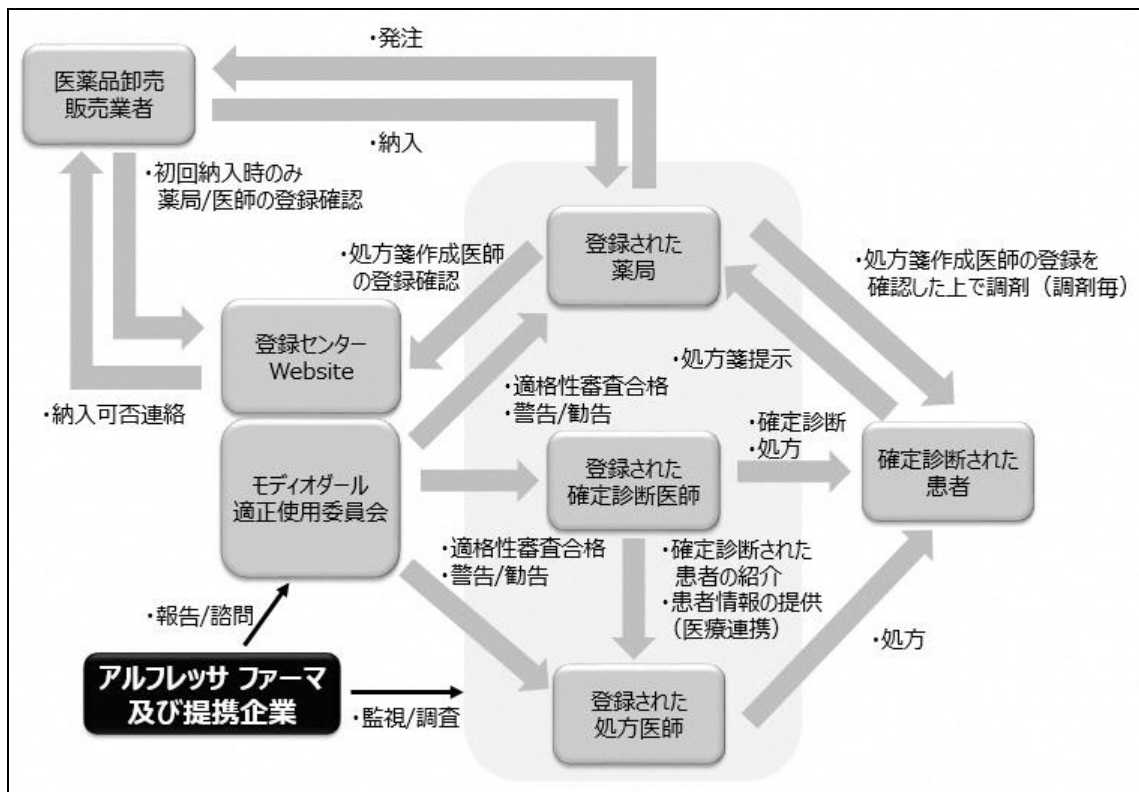 ・発注
医薬品卸売
販売業者
・納入
・初回納入時のみ
薬局/医師の登録確認
登録された
薬局
・処方箋作成医師
の登録確認
・処方箋作成医師の登録を
確認した上で調剤（調剤毎）
登録センター
Website
・処方箋提示
・適格性審査合格
・警告/勧告
・納入可否連絡
・確定診断
・処方
登録された
確定診断医師
確定診断された
患者
モディオダール
適正使用委員会
・適格性審査合格
・警告/勧告
・確定診断された
患者の紹介
・患者情報の提供
（医療連携）
・報告/諮問
・処方
アルフレッサ ファーマ
及び提携企業
・監視/調査
登録された
処方医師